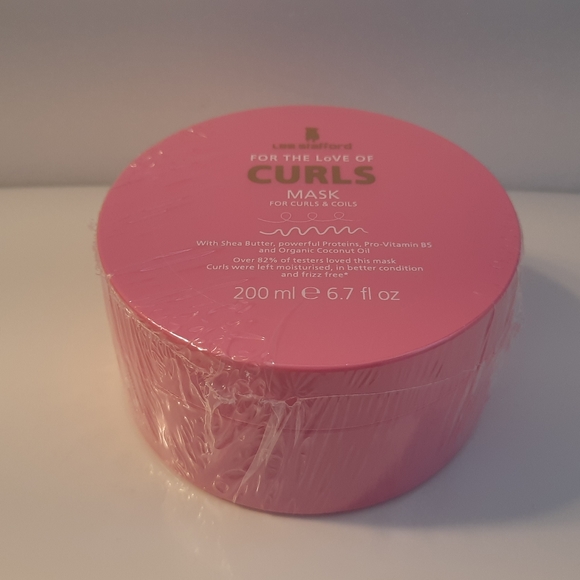 Lee Stafford
FOR THE LoVE OF
CURLS
MASK
FOR CURLS & COILS
With Shea Butter, powerful Proteins, Pro-Vitamin B5
and Organic Coconut Oil
Over 82% of testers loved this mask
Curls were left moisturised, in better condition
and frizz free*
200 ml ℮ 6.7 fl oz